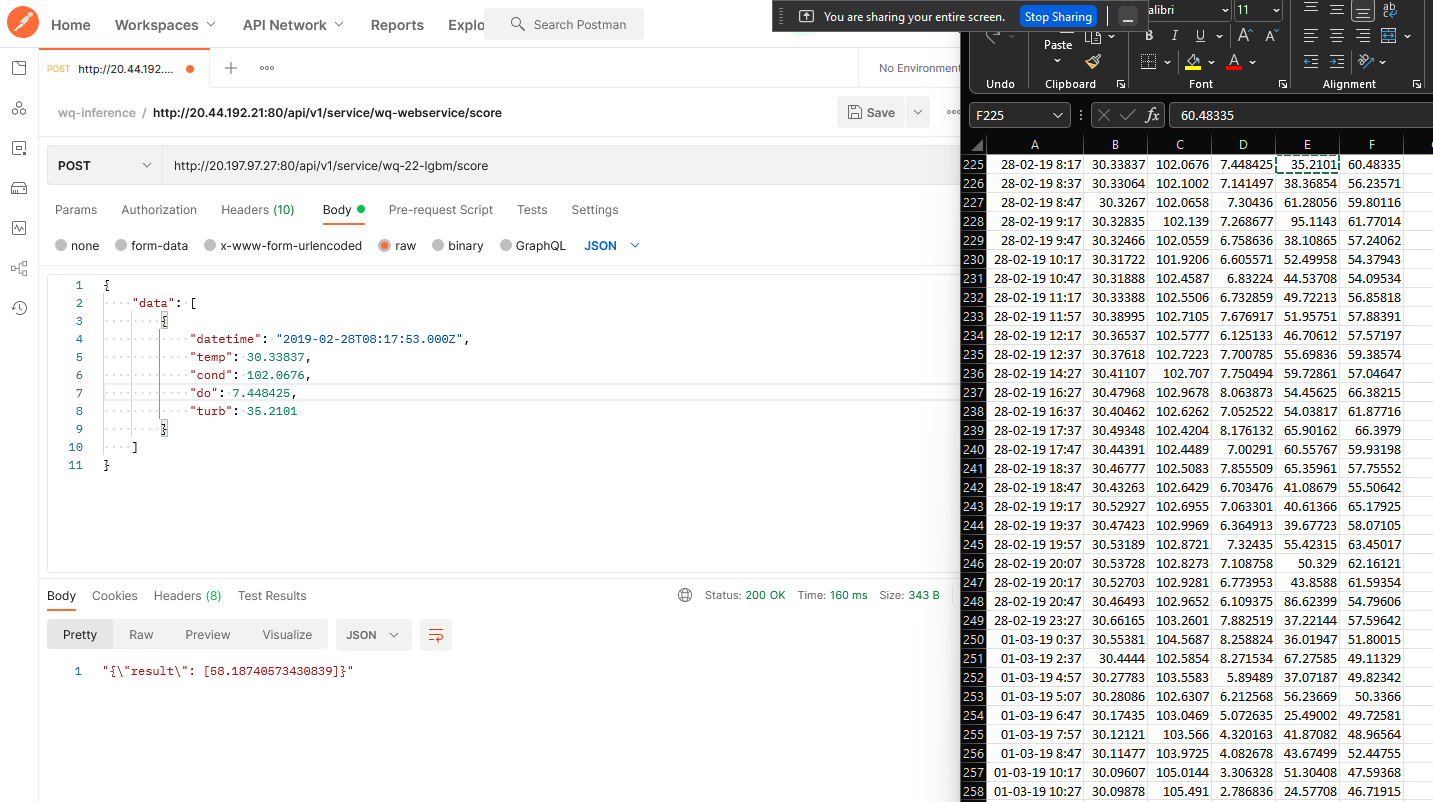 Home Workspaces API Network Reports Explo Search Postman
You are sharing your entire screen. Stop Sharing
POST http://20.44.192.... No Environment
wq-inference / http://20.44.192.21:80/api/v1/service/wq-webservice/score Save
POST http://20.197.97.27:80/api/v1/service/wq-22-lgbm/score
Params Authorization Headers (10) Body Pre-request Script Tests Settings
none form-data x-www-form-urlencoded raw binary GraphQL JSON
1 {
2 "data": [
3 {
4 "datetime": "2019-02-28T08:17:53.000Z",
5 "temp": 30.33837,
6 "cond": 102.0676,
7 "do": 7.448425,
8 "turb": 35.2101
9 }
10 ]
11 }
Body Cookies Headers (8) Test Results Status: 200 OK Time: 160 ms Size: 343 B
Pretty Raw Preview Visualize JSON
1 "{\"result\": [58.18740573430839]}"
alibri 11
Paste B I U A A A
Undo Clipboard Font Alignment
F225 fx 60.48335
A B C D E F
225 28-02-19 8:17 30.33837 102.0676 7.448425 35.2101 60.48335
226 28-02-19 8:37 30.33064 102.1002 7.141497 38.36854 56.23571
227 28-02-19 8:47 30.3267 102.0658 7.30436 61.28056 59.80116
228 28-02-19 9:17 30.32835 102.139 7.268677 95.1143 61.77014
229 28-02-19 9:47 30.32466 102.0559 6.758636 38.10865 57.24062
230 28-02-19 10:17 30.31722 101.9206 6.605571 52.49958 54.37943
231 28-02-19 10:47 30.31888 102.4587 6.83224 44.53708 54.09534
232 28-02-19 11:17 30.33388 102.5506 6.732859 49.72213 56.85818
233 28-02-19 11:57 30.38995 102.7105 7.676917 51.95751 57.88391
234 28-02-19 12:17 30.36537 102.5777 6.125133 46.70612 57.57197
235 28-02-19 12:37 30.37618 102.7223 7.700785 55.69836 59.38574
236 28-02-19 14:27 30.41107 102.707 7.750494 59.72861 57.04647
237 28-02-19 16:27 30.47968 102.9678 8.063873 54.45625 66.38215
238 28-02-19 16:37 30.40462 102.6262 7.052522 54.03817 61.87716
239 28-02-19 17:37 30.49348 102.4204 8.176132 65.90162 66.3979
240 28-02-19 17:47 30.44391 102.4489 7.00291 60.55767 59.93198
241 28-02-19 18:37 30.46777 102.5083 7.855509 65.35961 57.75552
242 28-02-19 18:47 30.43263 102.6429 6.703476 41.08679 55.50642
243 28-02-19 19:17 30.52927 102.6955 7.063301 40.61366 65.17925
244 28-02-19 19:37 30.47423 102.9969 6.364913 39.67723 58.07105
245 28-02-19 19:57 30.53189 102.8721 7.32435 55.42315 63.45017
246 28-02-19 20:07 30.53728 102.8273 7.108758 50.329 62.16121
247 28-02-19 20:17 30.52703 102.9281 6.773953 43.8588 61.59354
248 28-02-19 20:47 30.46493 102.9652 6.109375 86.62399 54.79606
249 28-02-19 23:27 30.66165 103.2601 7.882519 37.22144 57.59642
250 01-03-19 0:37 30.55381 104.5687 8.258824 36.01947 51.80015
251 01-03-19 2:37 30.4444 102.5854 8.271534 67.27585 49.11329
252 01-03-19 4:57 30.27783 103.5583 5.89489 37.07187 49.82342
253 01-03-19 5:07 30.28086 102.6307 6.212568 56.23669 50.3366
254 01-03-19 6:47 30.17435 103.0469 5.072635 25.49002 49.72581
255 01-03-19 7:57 30.12121 103.566 4.320163 41.87082 48.96564
256 01-03-19 8:47 30.11477 103.9725 4.082678 43.67499 52.44755
257 01-03-19 10:17 30.09607 105.0144 3.306328 51.30408 47.59368
258 01-03-19 10:27 30.09878 105.491 2.786836 24.57708 46.71915